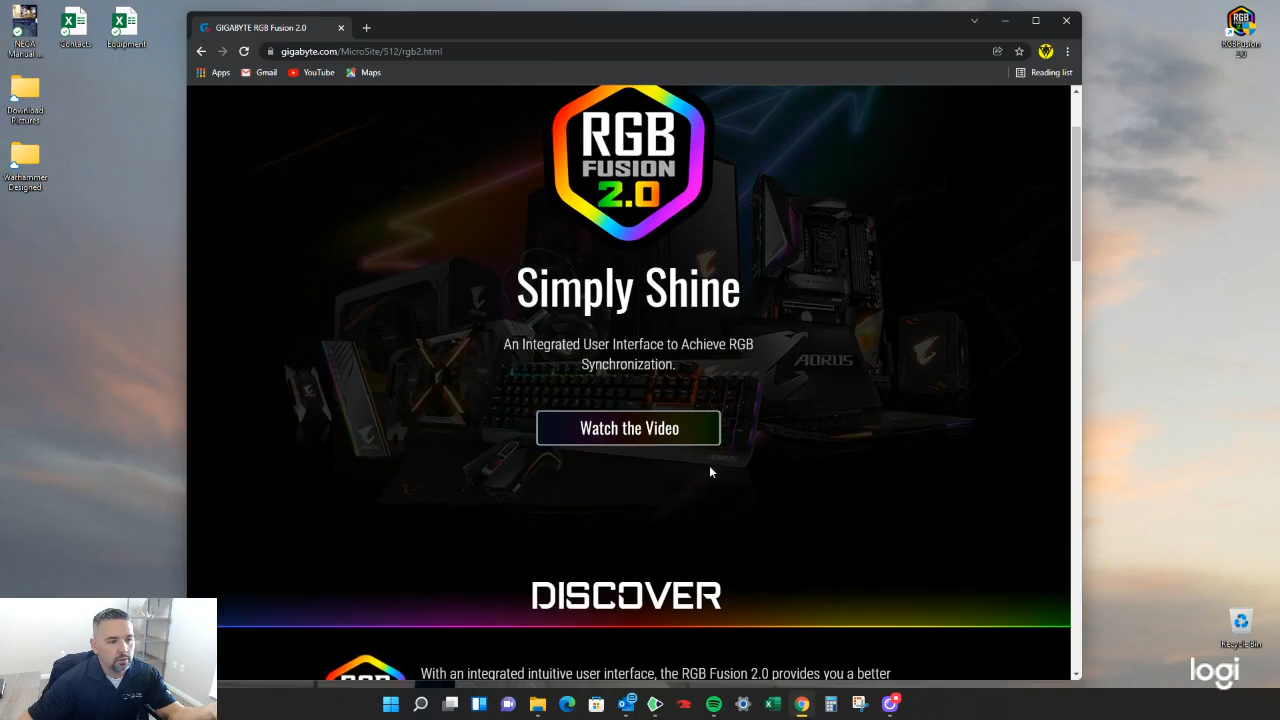 NECA
Manual ...
Contacts
Equipment
Download
Pictures
Warhammer
Designed
GIGABYTE RGB Fusion 2.0
gigabyte.com/MicroSite/512/rgb2.html
Apps
Gmail
YouTube
Maps
Reading list
RGBFusion
2.0
RGB
FUSION
2.0
Simply Shine
An Integrated User Interface to Achieve RGB
Synchronization.
AORUS
Watch the Video
AORUS
DISCOVER
With an integrated intuitive user interface, the RGB Fusion 2.0 provides you a better
Recycle Bin
logi